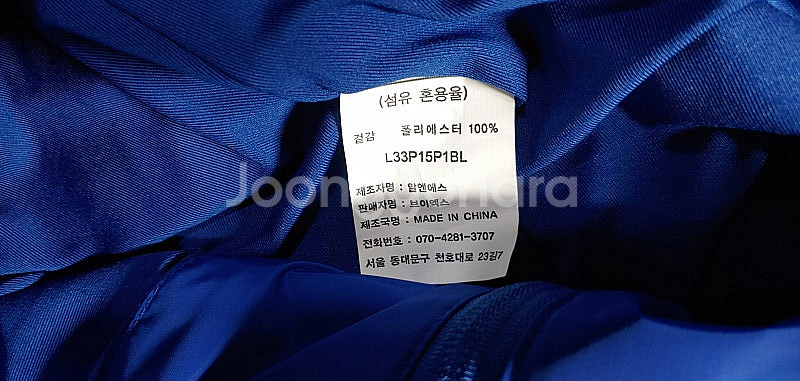 (섬유 혼용율)
겉감 폴리에스터 100%
L33P15P1BL
제조자명 : 알엔에스
판매자명 : 브이엑스
제조국명 : MADE IN CHINA
전화번호 : 070-4281-3707
서울 동대문구 천호대로 23길7
Joonggonara